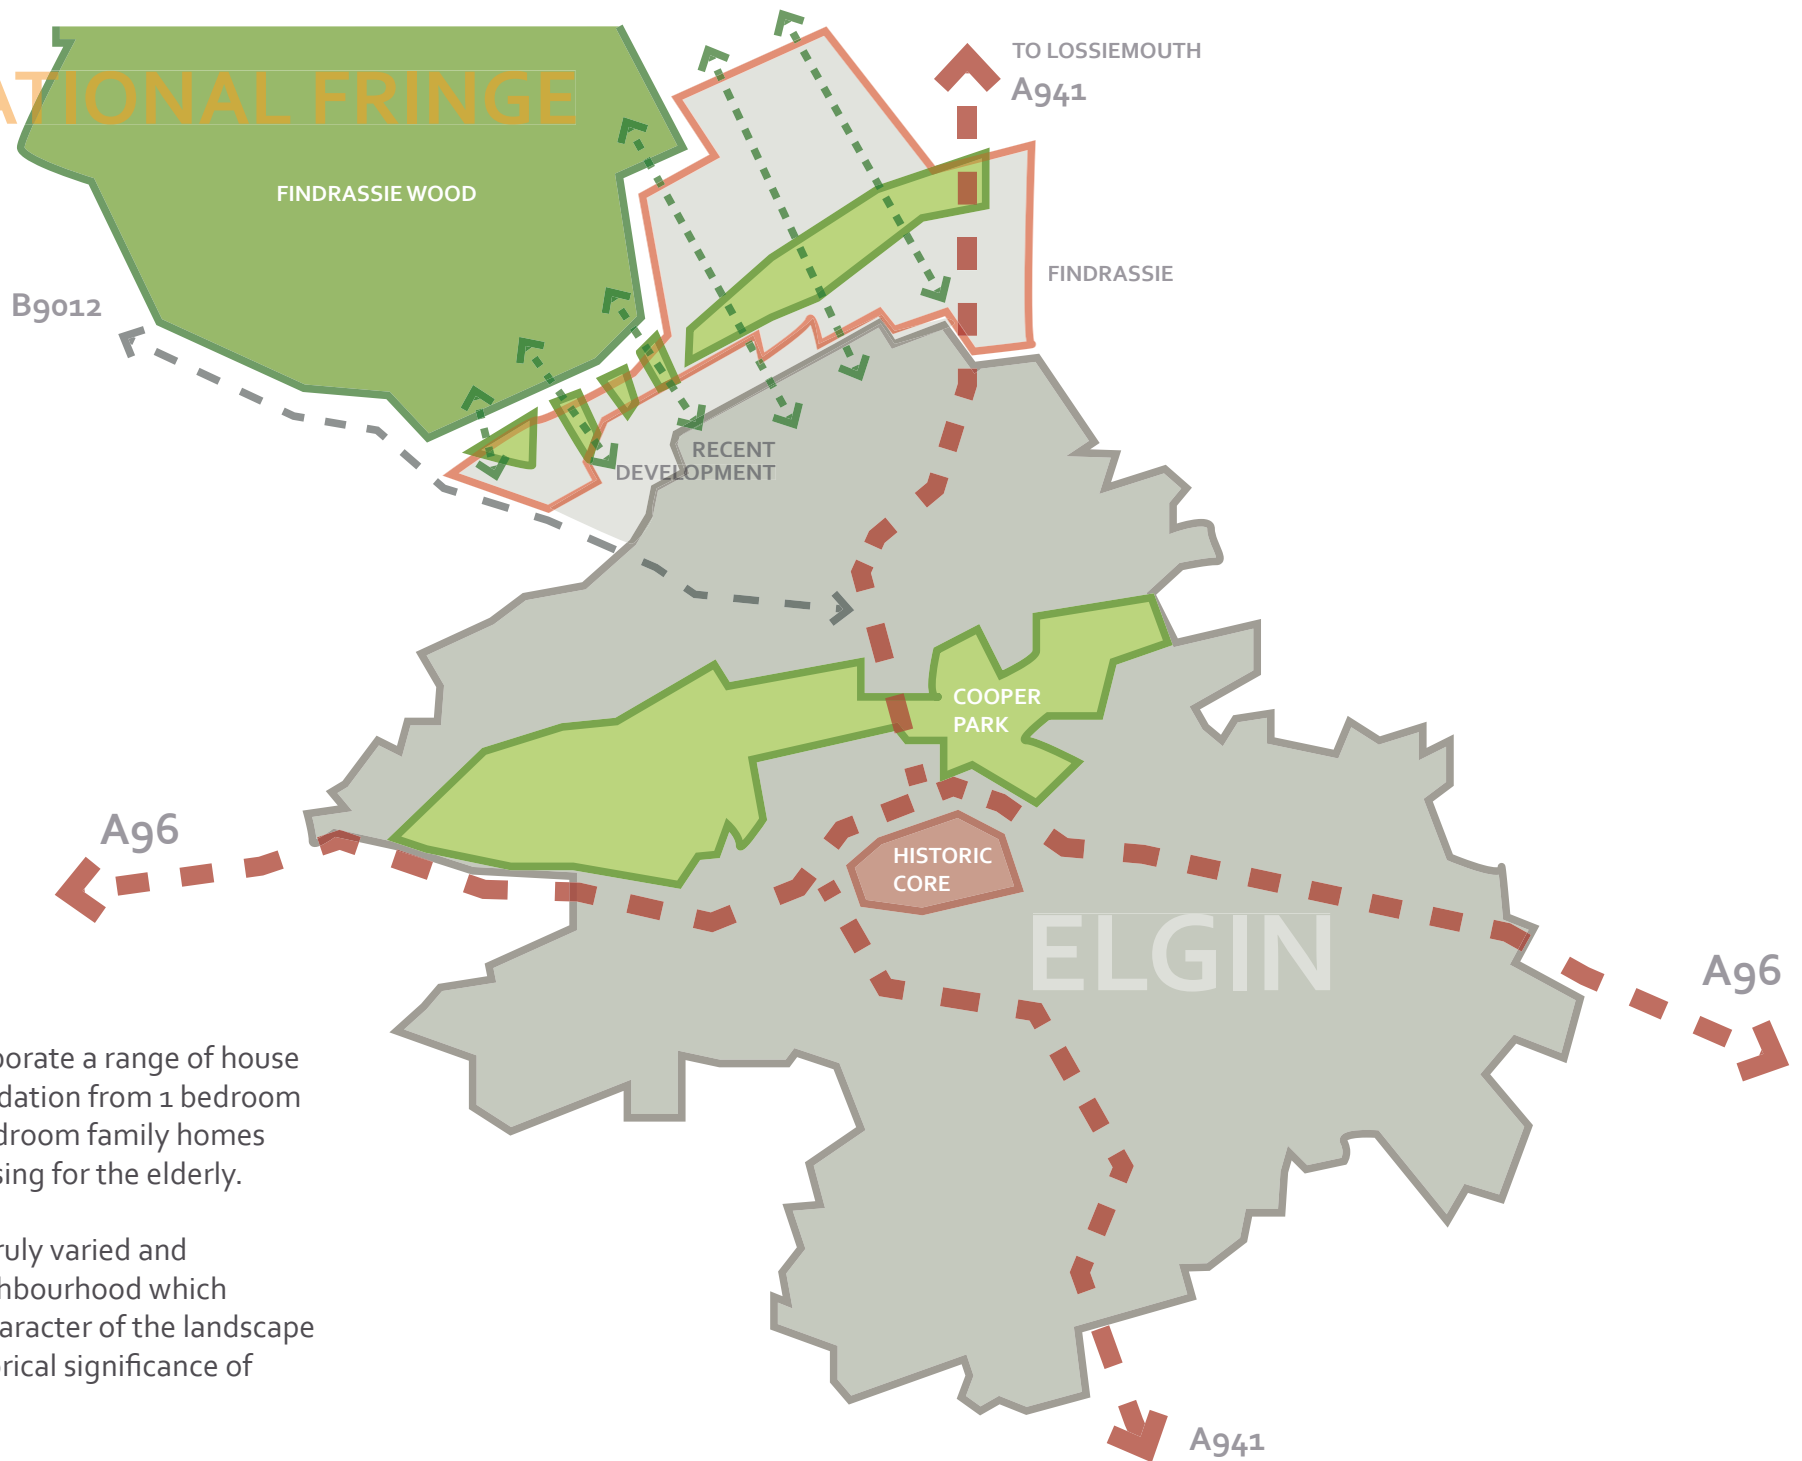 TO LOSSIEMOUTH
A941
ATIONAL FRINGE
FINDRASSIE WOOD
FINDRASSIE
B9012
RECENT
DEVELOPMENT
COOPER
PARK
A96
HISTORIC
CORE
ELGIN
A96
porate a range of house
dation from 1 bedroom
droom family homes
sing for the elderly.
ruly varied and
hbourhood which
aracter of the landscape
orical significance of
A941